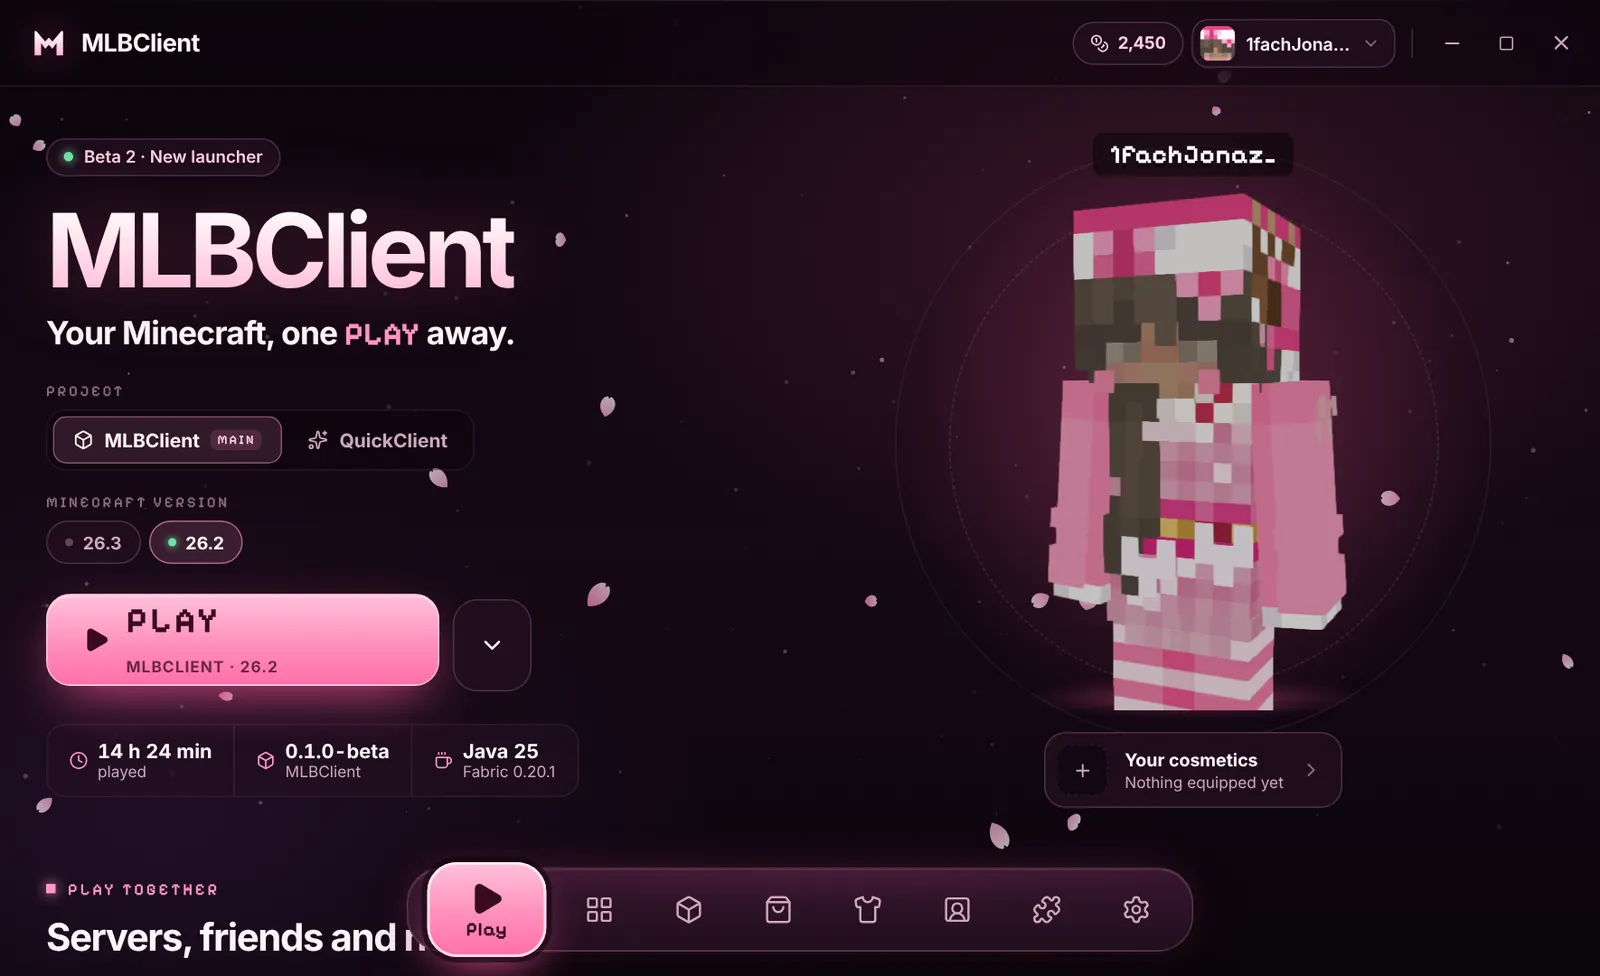 MLBClient
2,450
1fachJona...
Beta 2 · New launcher
1fachJonaz_
MLBClient
Your Minecraft, one PLAY away.
PROJECT
MLBClient MAIN
QuickClient
MINECRAFT VERSION
26.3
26.2
PLAY
MLBCLIENT · 26.2
14 h 24 min
played
0.1.0-beta
MLBClient
Java 25
Fabric 0.20.1
Your cosmetics
Nothing equipped yet
PLAY TOGETHER
Servers, friends and
Play